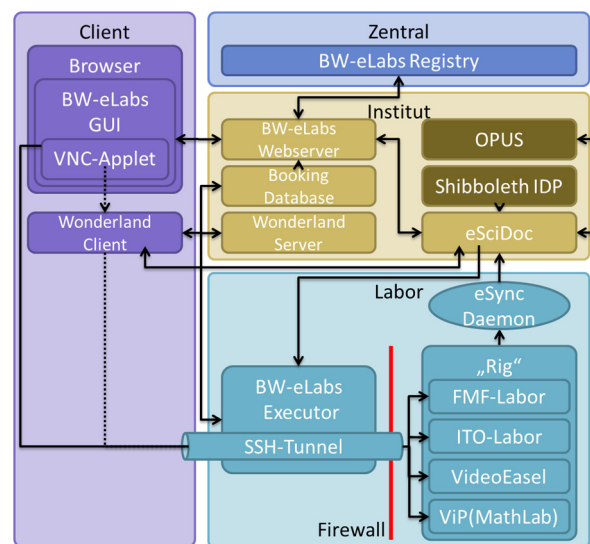 Client
Browser
BW-eLabs
GUI
VNC-Applet
Wonderland
Client
Zentral
BW-eLabs Registry
Institut
BW-eLabs
Webserver
Booking
Database
Wonderland
Server
OPUS
Shibboleth IDP
eSciDoc
Labor
eSync
Daemon
BW-eLabs
Executor
SSH-Tunnel
Firewall
„Rig“
FMF-Labor
ITO-Labor
VideoEasel
ViP(MathLab)